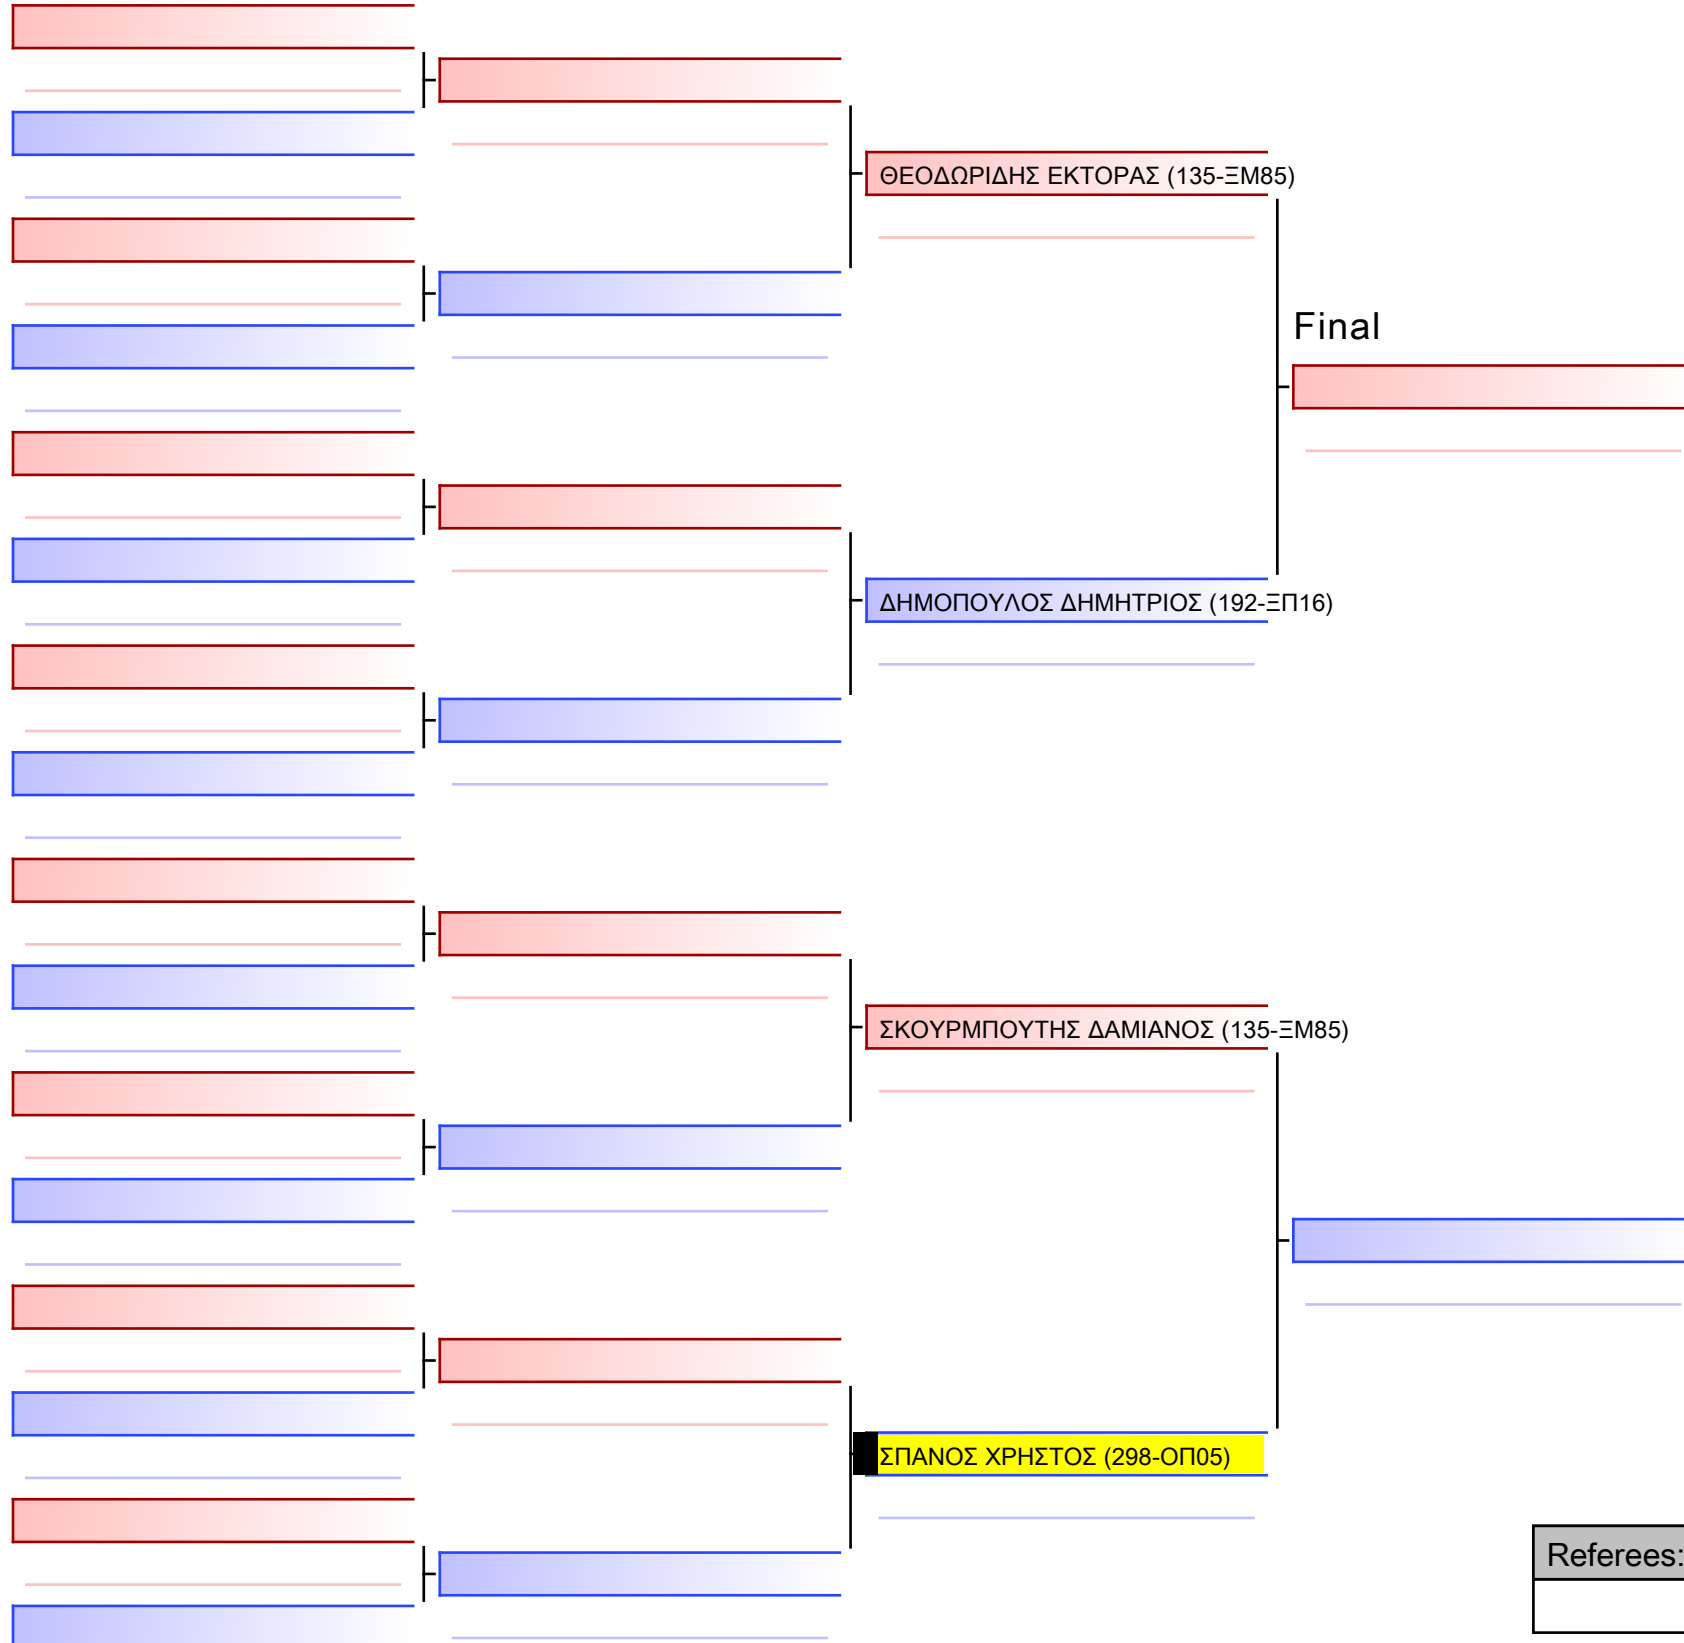 ΘΕΟΔΩΡΙΔΗΣ ΕΚΤΟΡΑΣ (135-ΞΜ85)
Final
ΔΗΜΟΠΟΥΛΟΣ ΔΗΜΗΤΡΙΟΣ (192-ΞΠ16)
ΣΚΟΥΡΜΠΟΥΤΗΣ ΔΑΜΙΑΝΟΣ (135-ΞΜ85)
ΣΠΑΝΟΣ ΧΡΗΣΤΟΣ (298-ΟΠ05)
Referees: